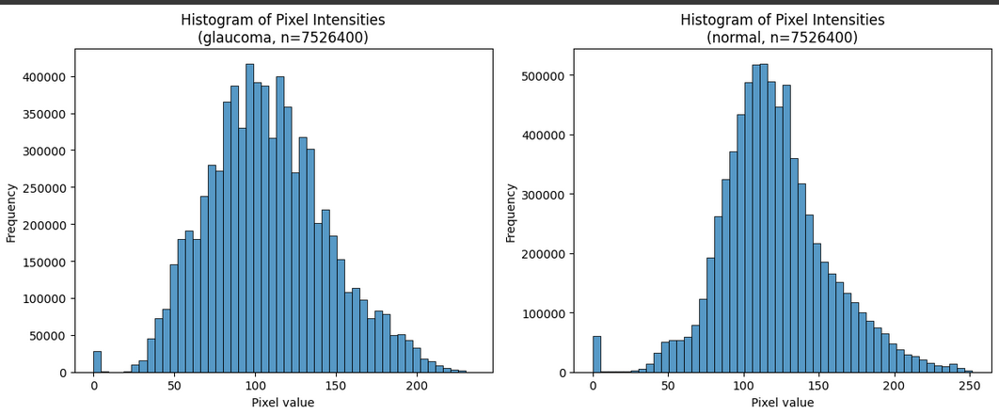 Histogram of Pixel Intensities
(glaucoma, n=7526400)
400000
350000
300000
250000
200000
150000
100000
50000
0
Frequency
0 50 100 150 200
Pixel value
Histogram of Pixel Intensities
(normal, n=7526400)
500000
400000
300000
200000
100000
0
Frequency
0 50 100 150 200 250
Pixel value